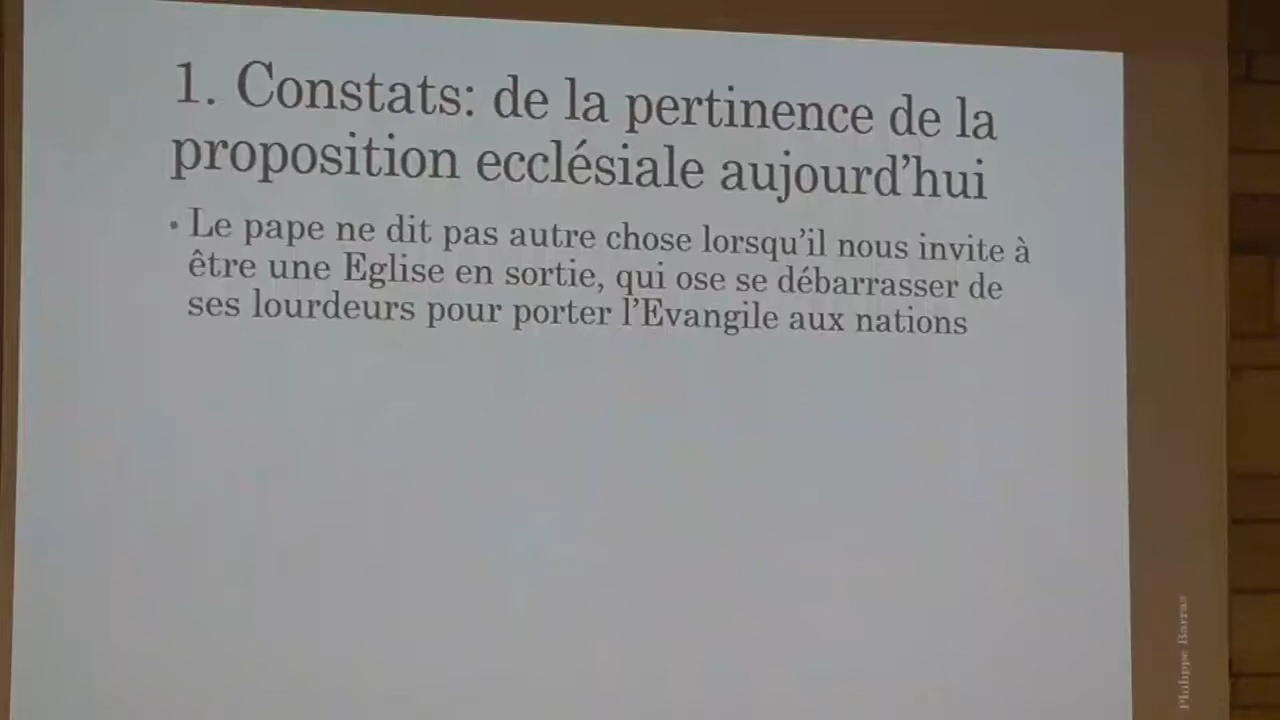 1. Constats: de la pertinence de la
proposition ecclésiale aujourd'hui
• Le pape ne dit pas autre chose lorsqu'il nous invite à
être une Eglise en sortie, qui ose se débarrasser de
ses lourdeurs pour porter l'Evangile aux nations
Philippe Barras